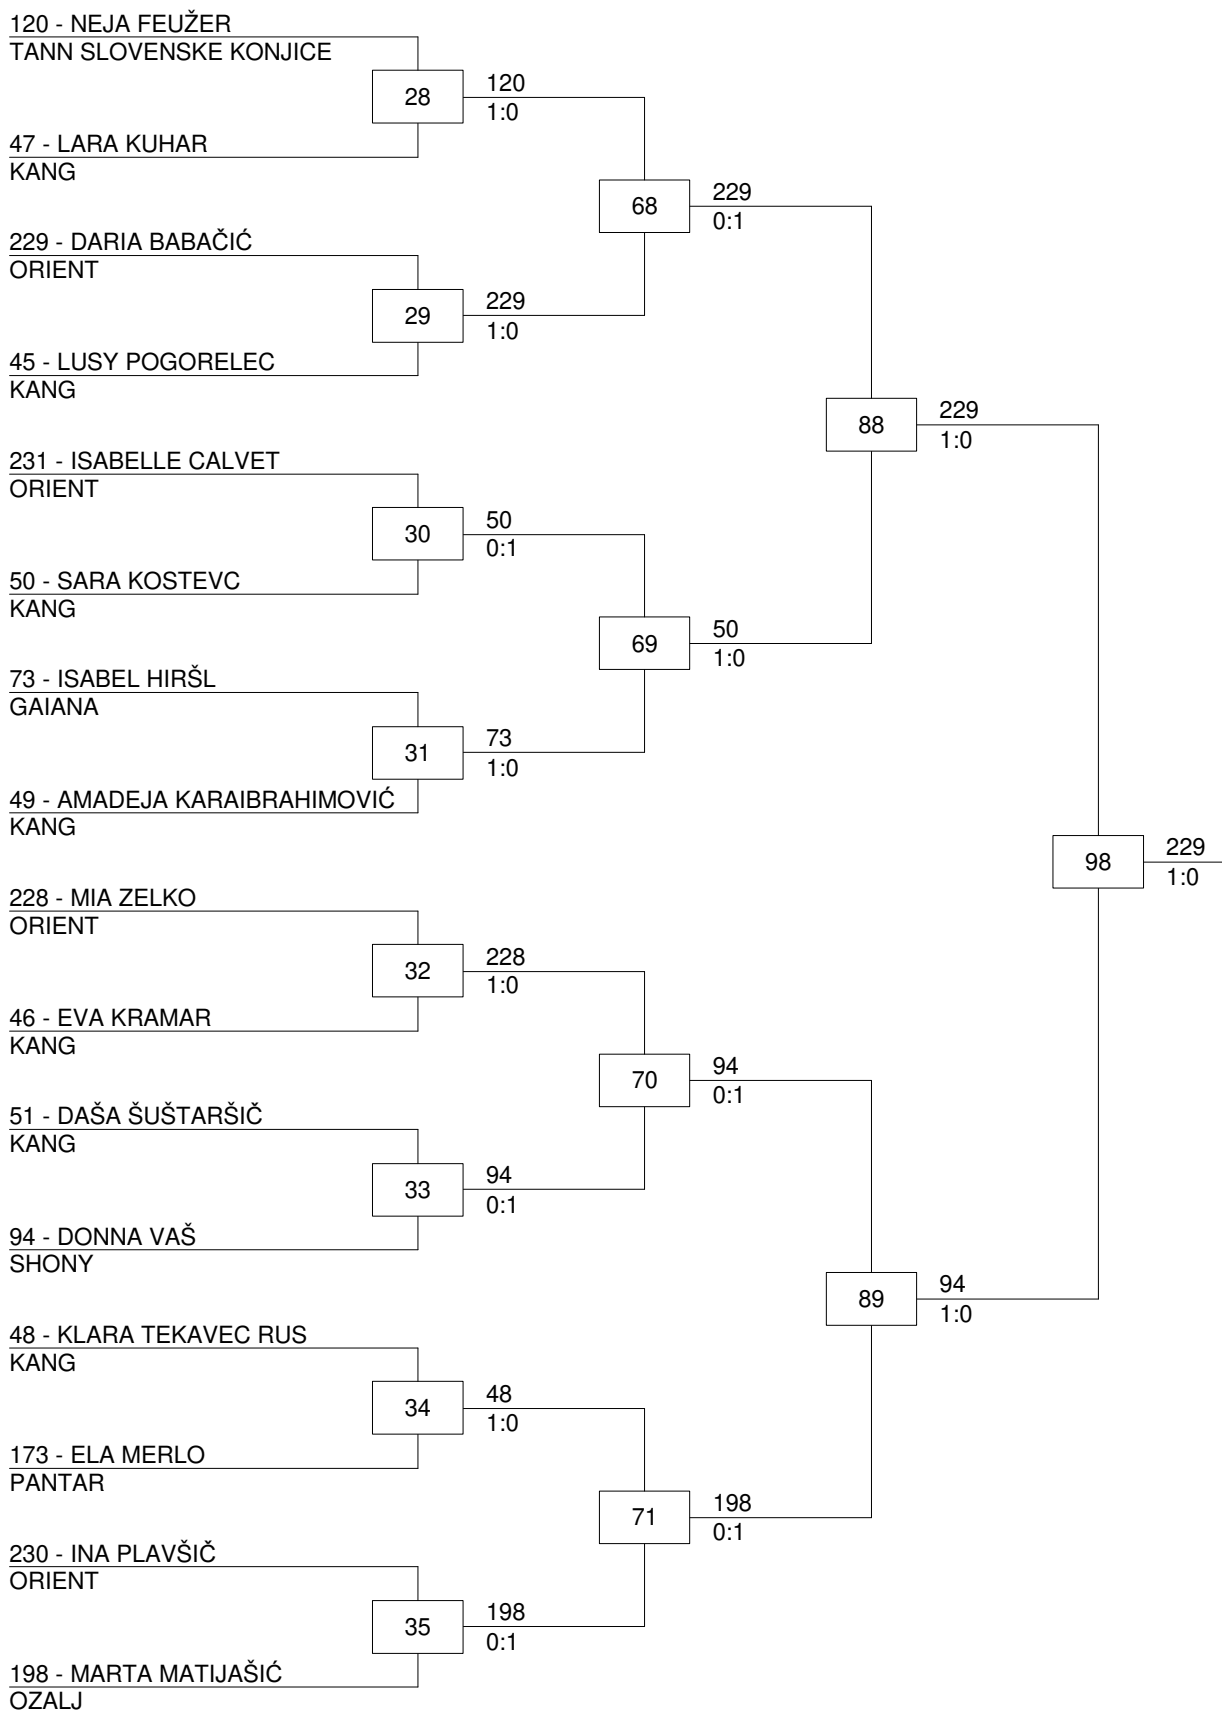 120 - NEJA FEUŽER
TANN SLOVENSKE KONJICE
28
120
1:0
47 - LARA KUHAR
KANG
68
229
0:1
229 - DARIA BABAČIĆ
ORIENT
29
229
1:0
45 - LUSY POGORELEC
KANG
88
229
1:0
231 - ISABELLE CALVET
ORIENT
30
50
0:1
50 - SARA KOSTEVC
KANG
69
50
1:0
73 - ISABEL HIRŠL
GAIANA
31
73
1:0
49 - AMADEJA KARAIBRAHIMOVIĆ
KANG
98
229
1:0
228 - MIA ZELKO
ORIENT
32
228
1:0
46 - EVA KRAMAR
KANG
70
94
0:1
51 - DAŠA ŠUŠTARŠIČ
KANG
33
94
0:1
94 - DONNA VAŠ
SHONY
89
94
1:0
48 - KLARA TEKAVEC RUS
KANG
34
48
1:0
173 - ELA MERLO
PANTAR
71
198
0:1
230 - INA PLAVŠIČ
ORIENT
35
198
0:1
198 - MARTA MATIJAŠIĆ
OZALJ